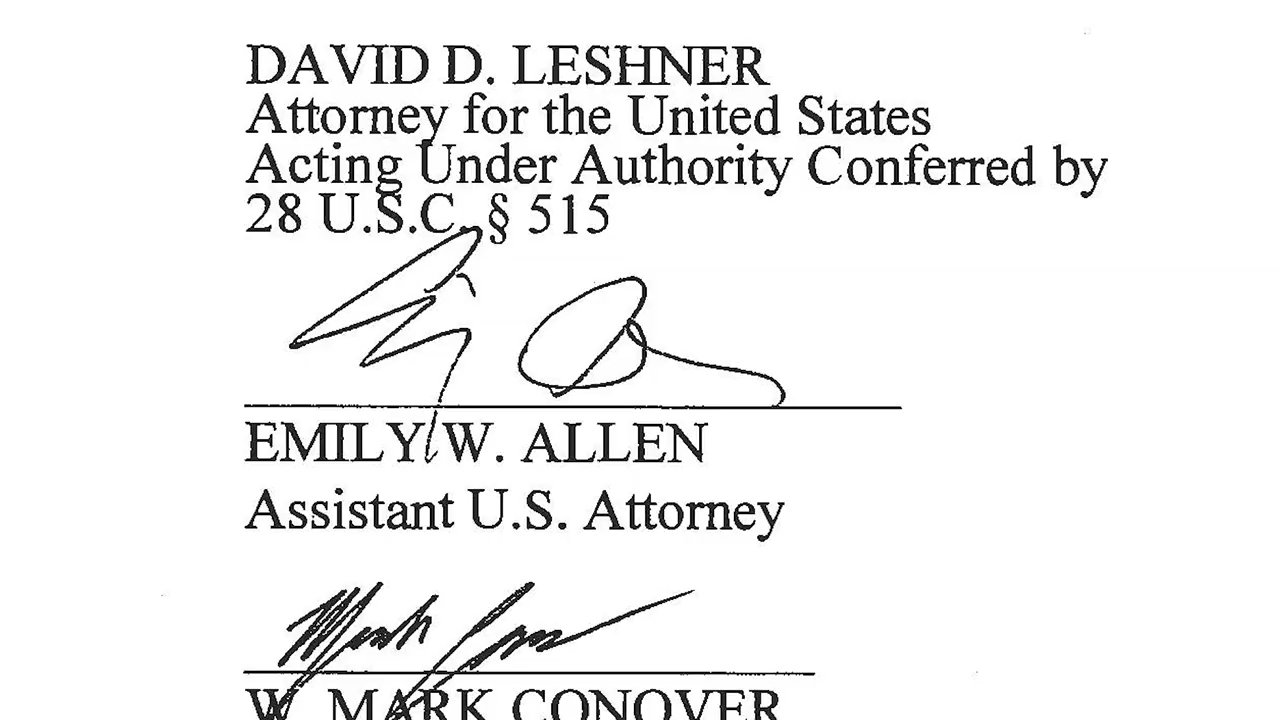 DAVID D. LESHNER
Attorney for the United States
Acting Under Authority Conferred by
28 U.S.C. § 515
EMILY W. ALLEN
Assistant U.S. Attorney
W. MARK CONOVER